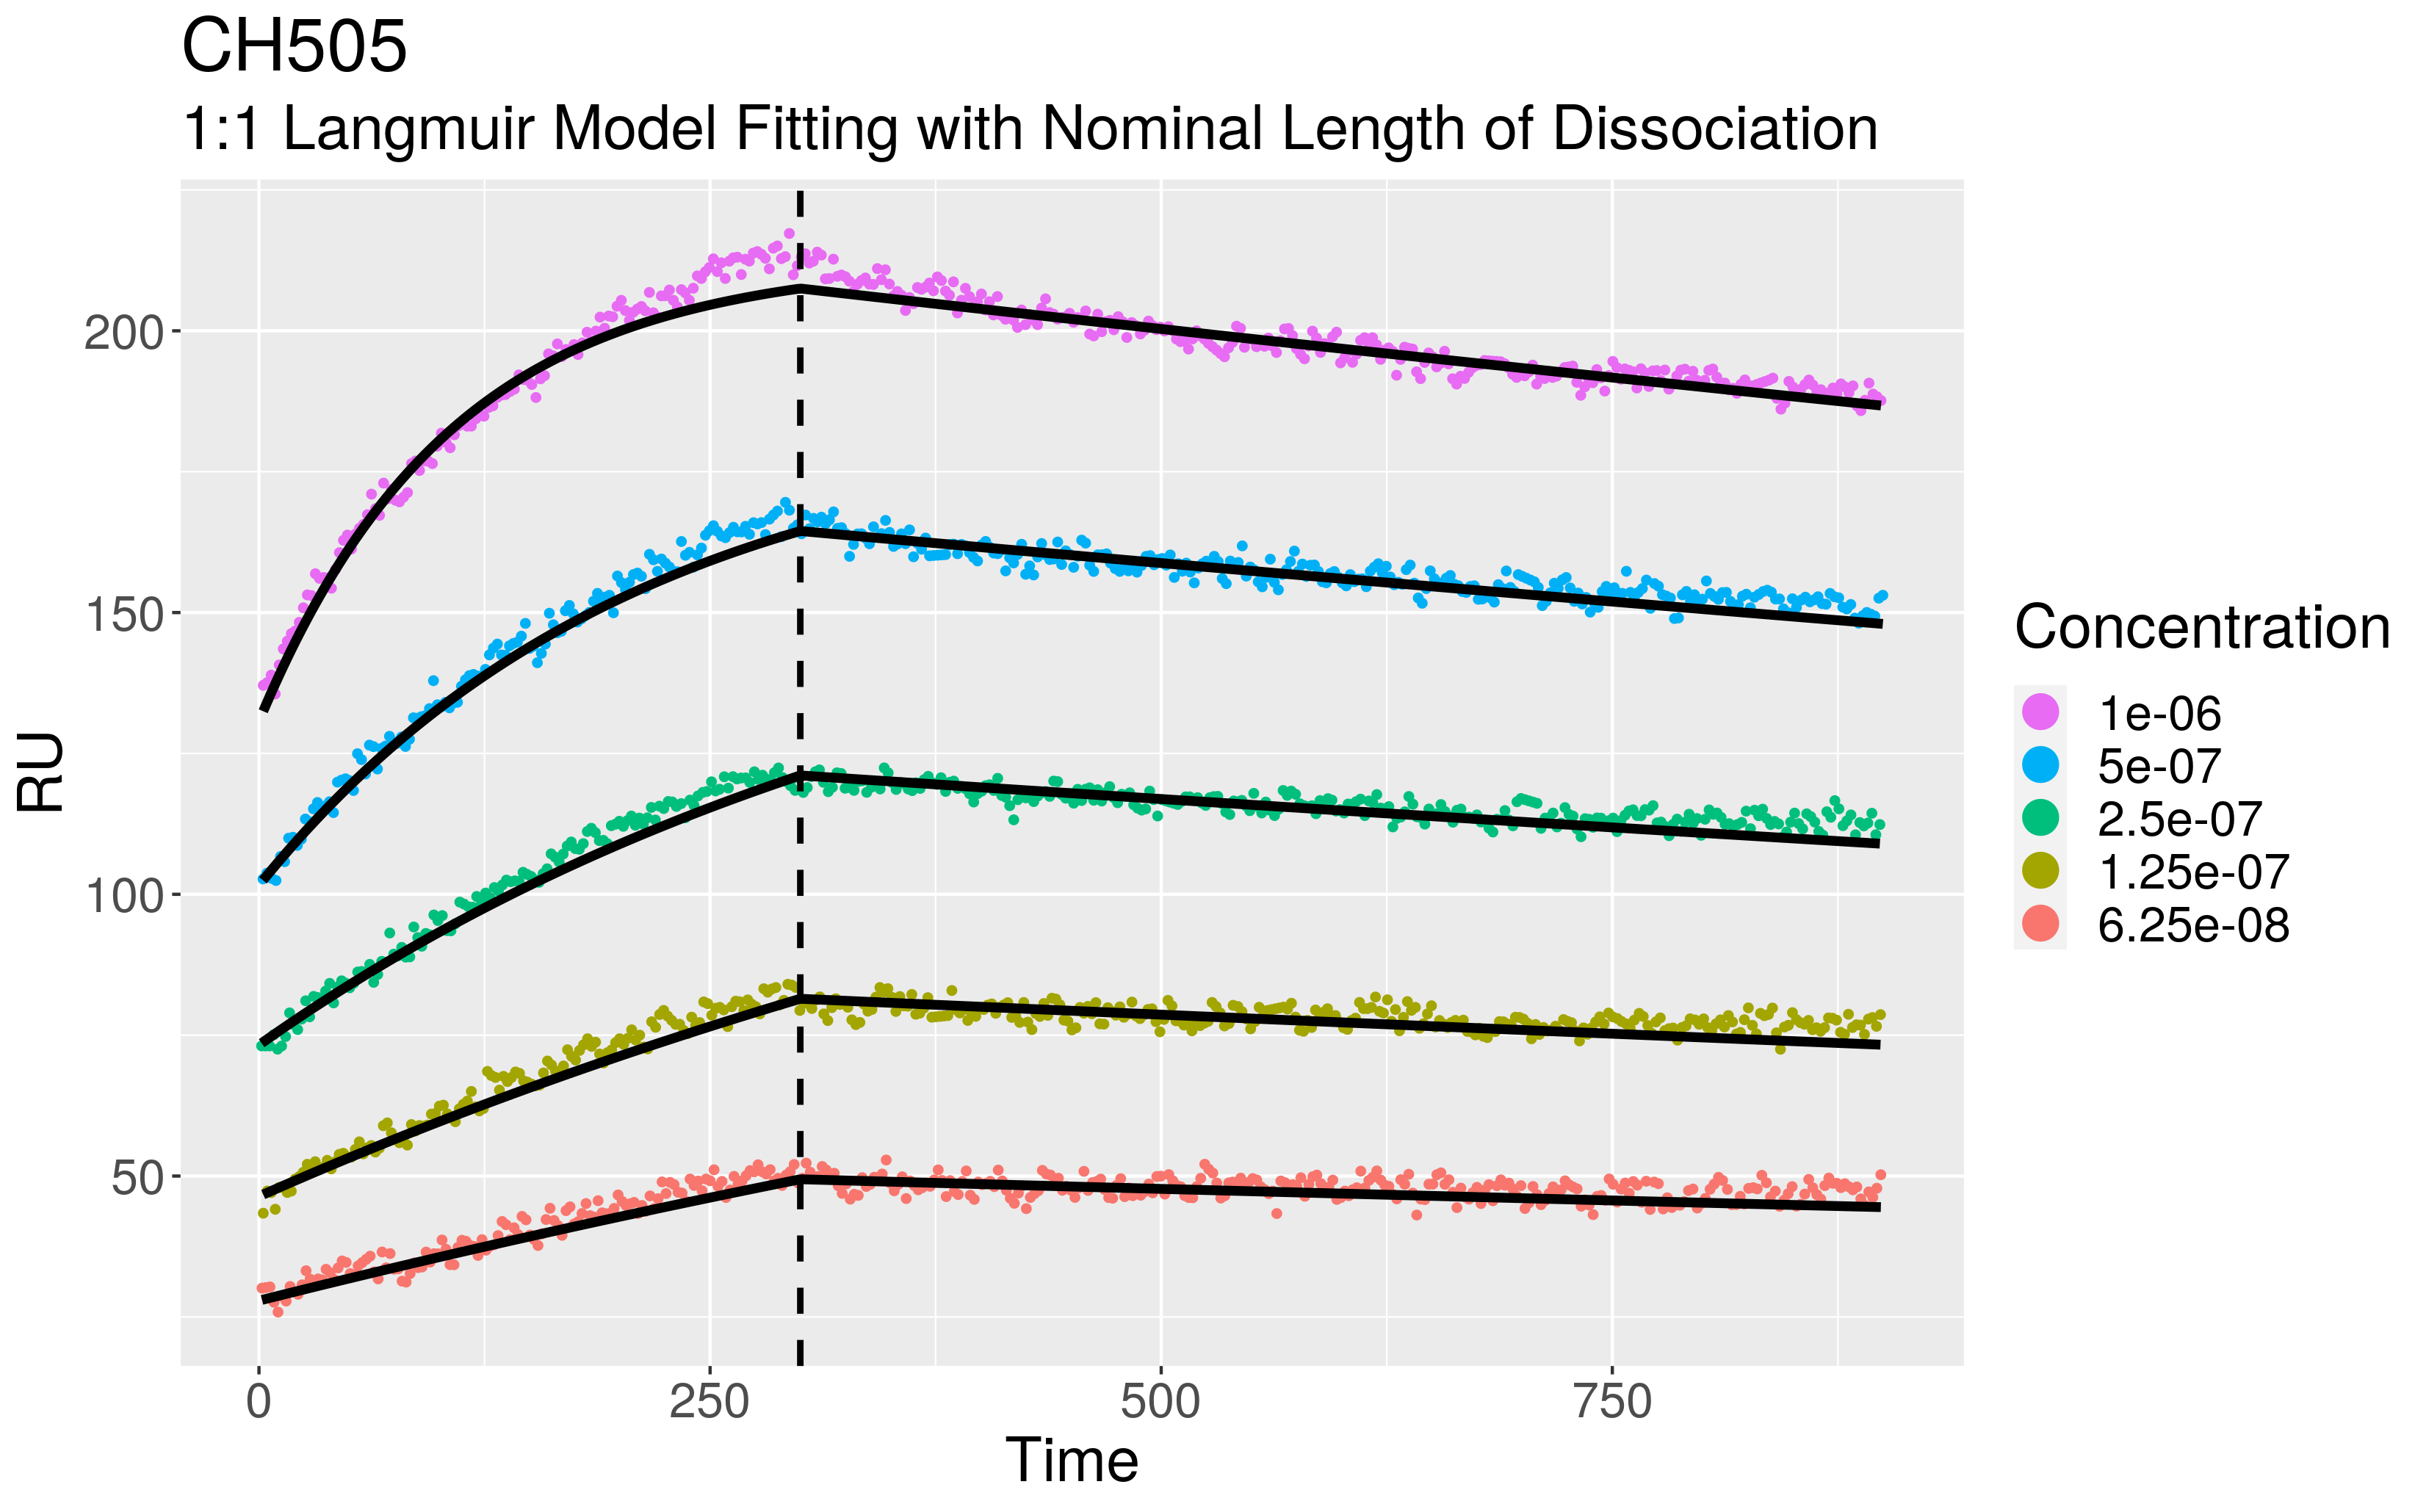 CH505
1:1 Langmuir Model Fitting with Nominal Length of Dissociation
RU
200
150
100
50
0 250 500 750
Time
Concentration
1e-06
5e-07
2.5e-07
1.25e-07
6.25e-08